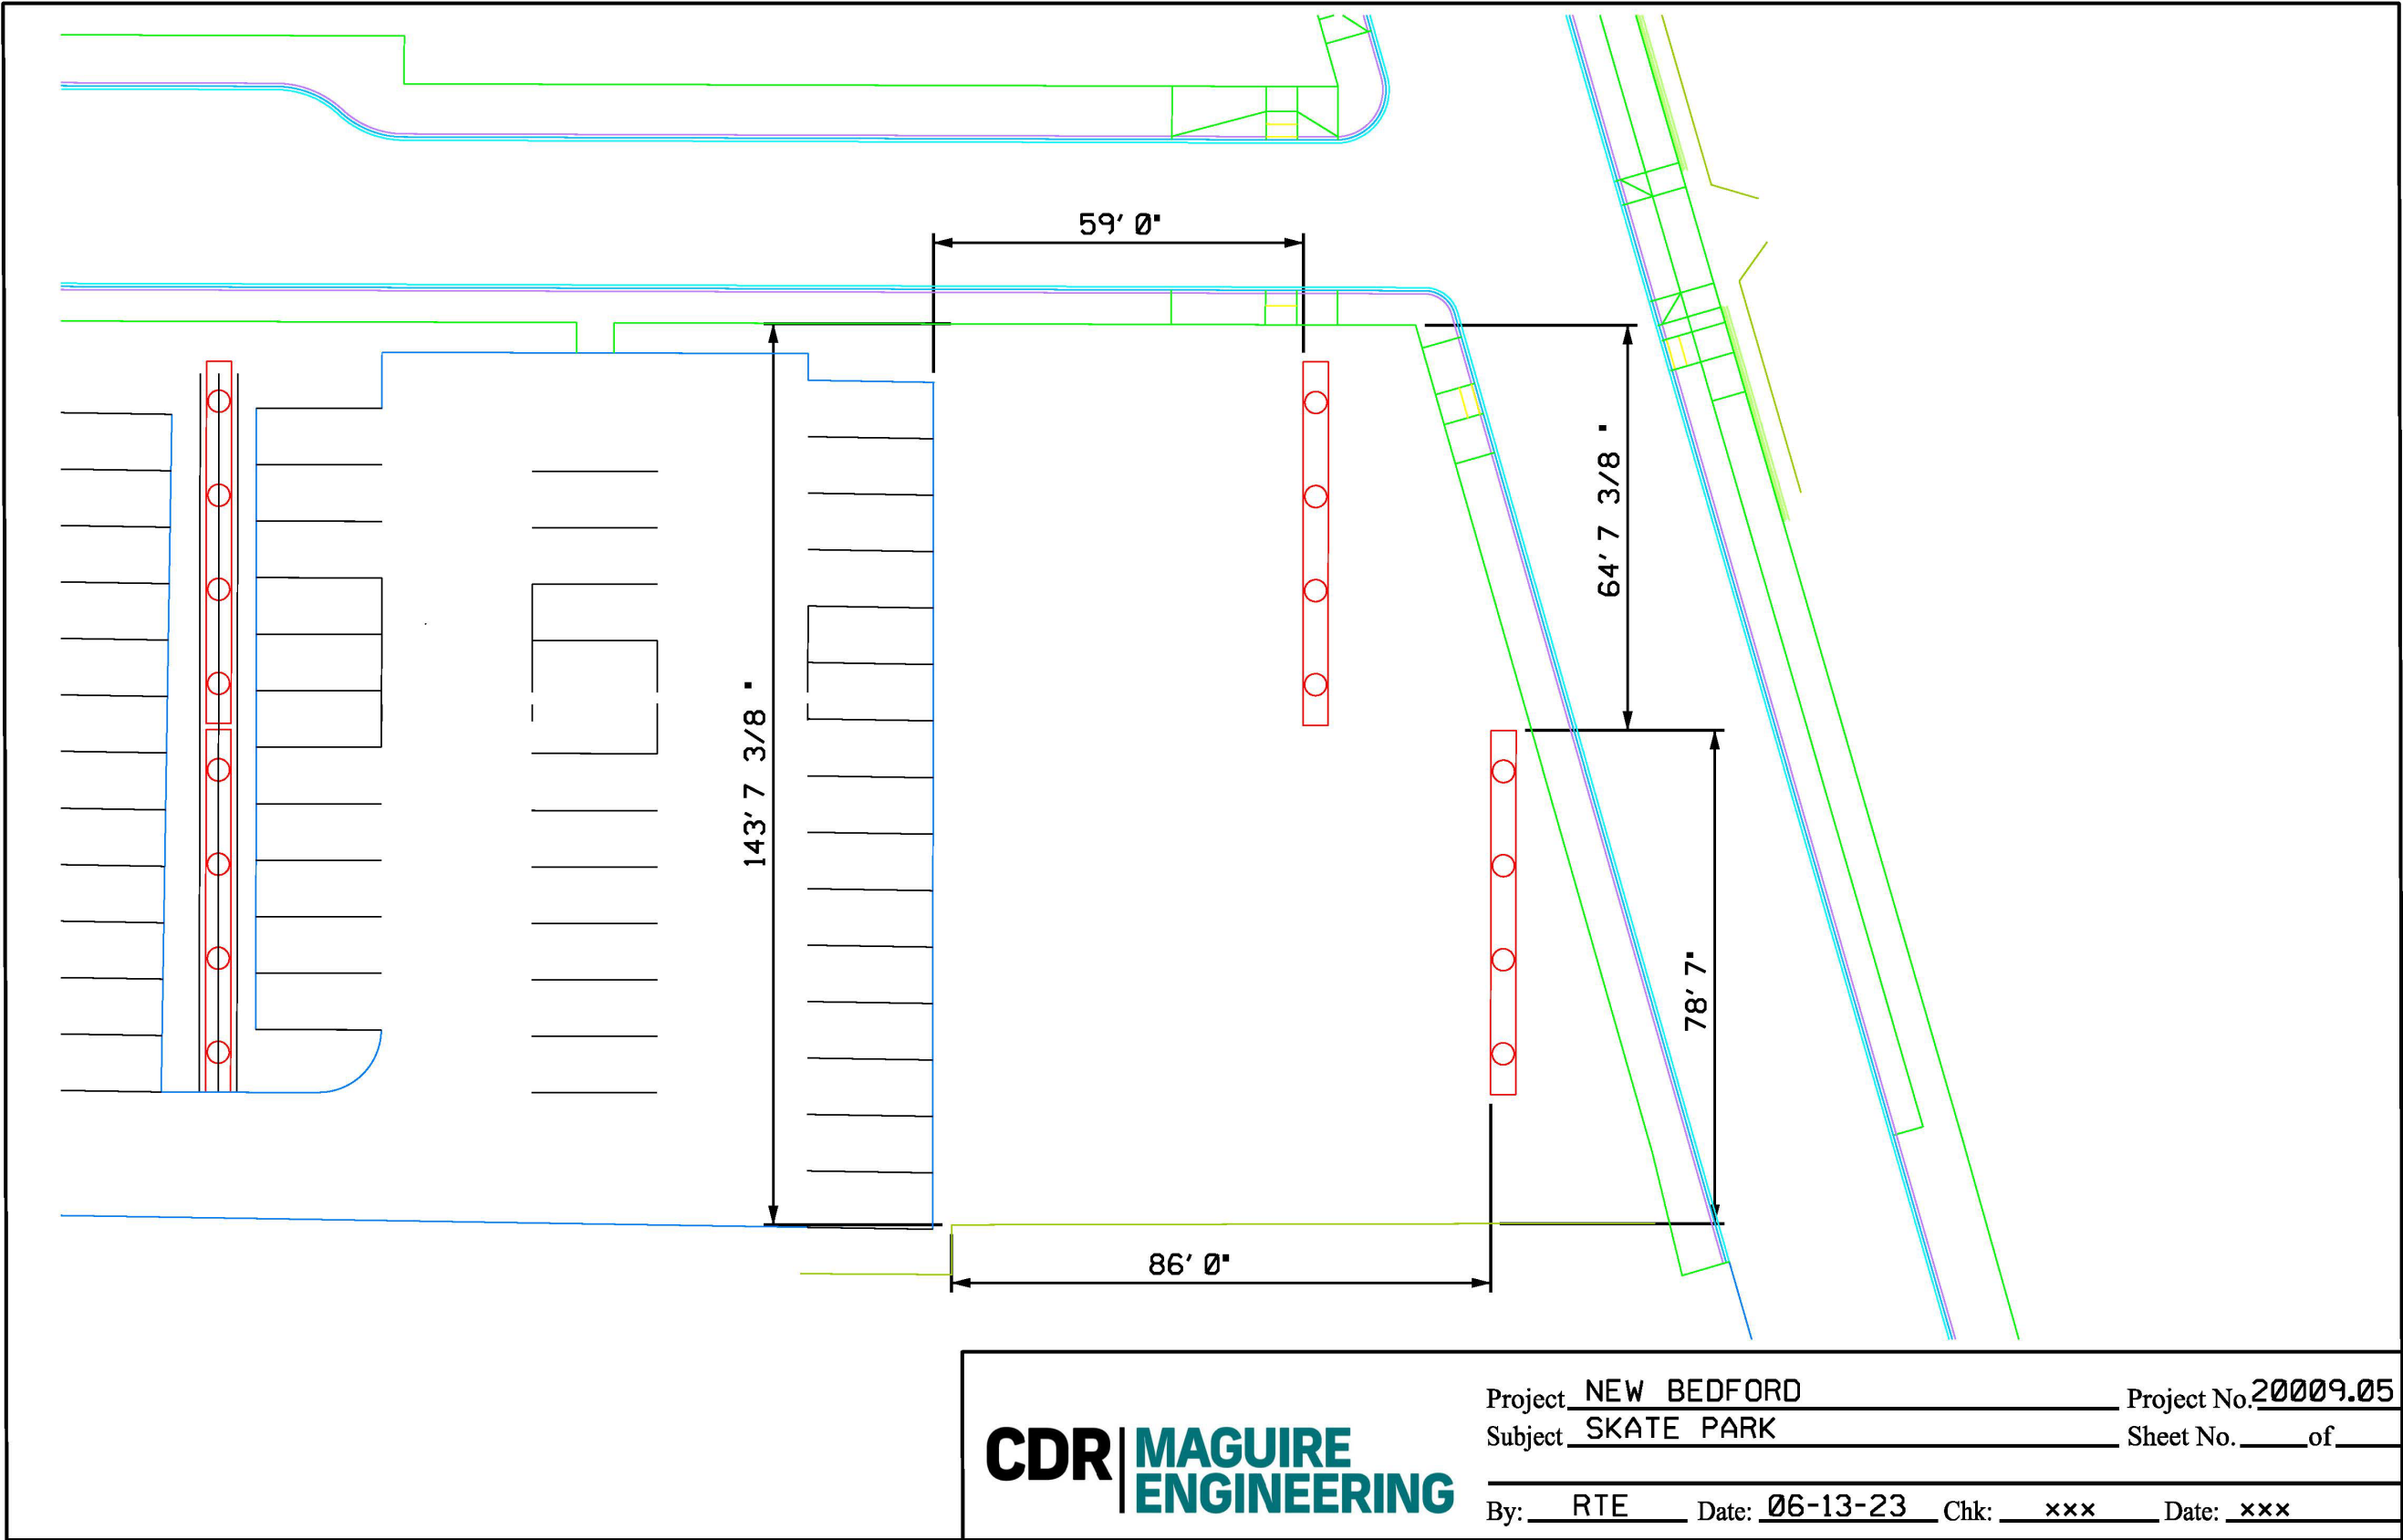 59' 0"
64' 7 3/8 "
143' 7 3/8 "
78' 7"
86' 0"
CDR MAGUIRE
ENGINEERING
Project NEW BEDFORD Project No. 20009.05
Subject SKATE PARK Sheet No. of
By: RTE Date: 06-13-23 Chk: xxx Date: xxx